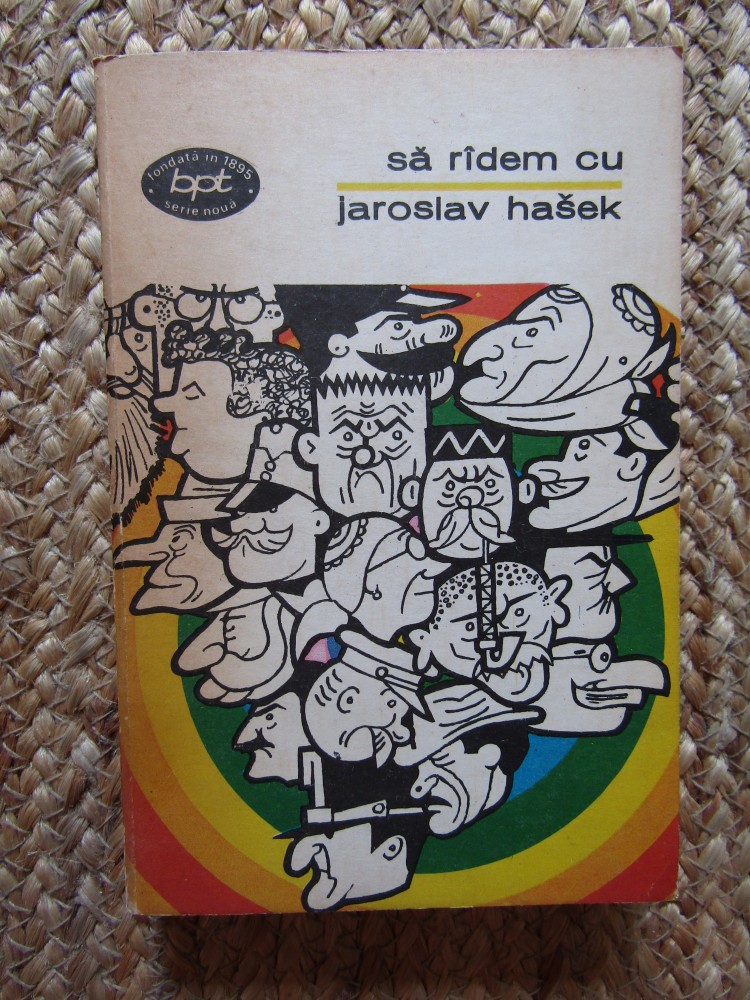 fondată în 1895
bpt
serie nouă
să rîdem cu
jaroslav hašek